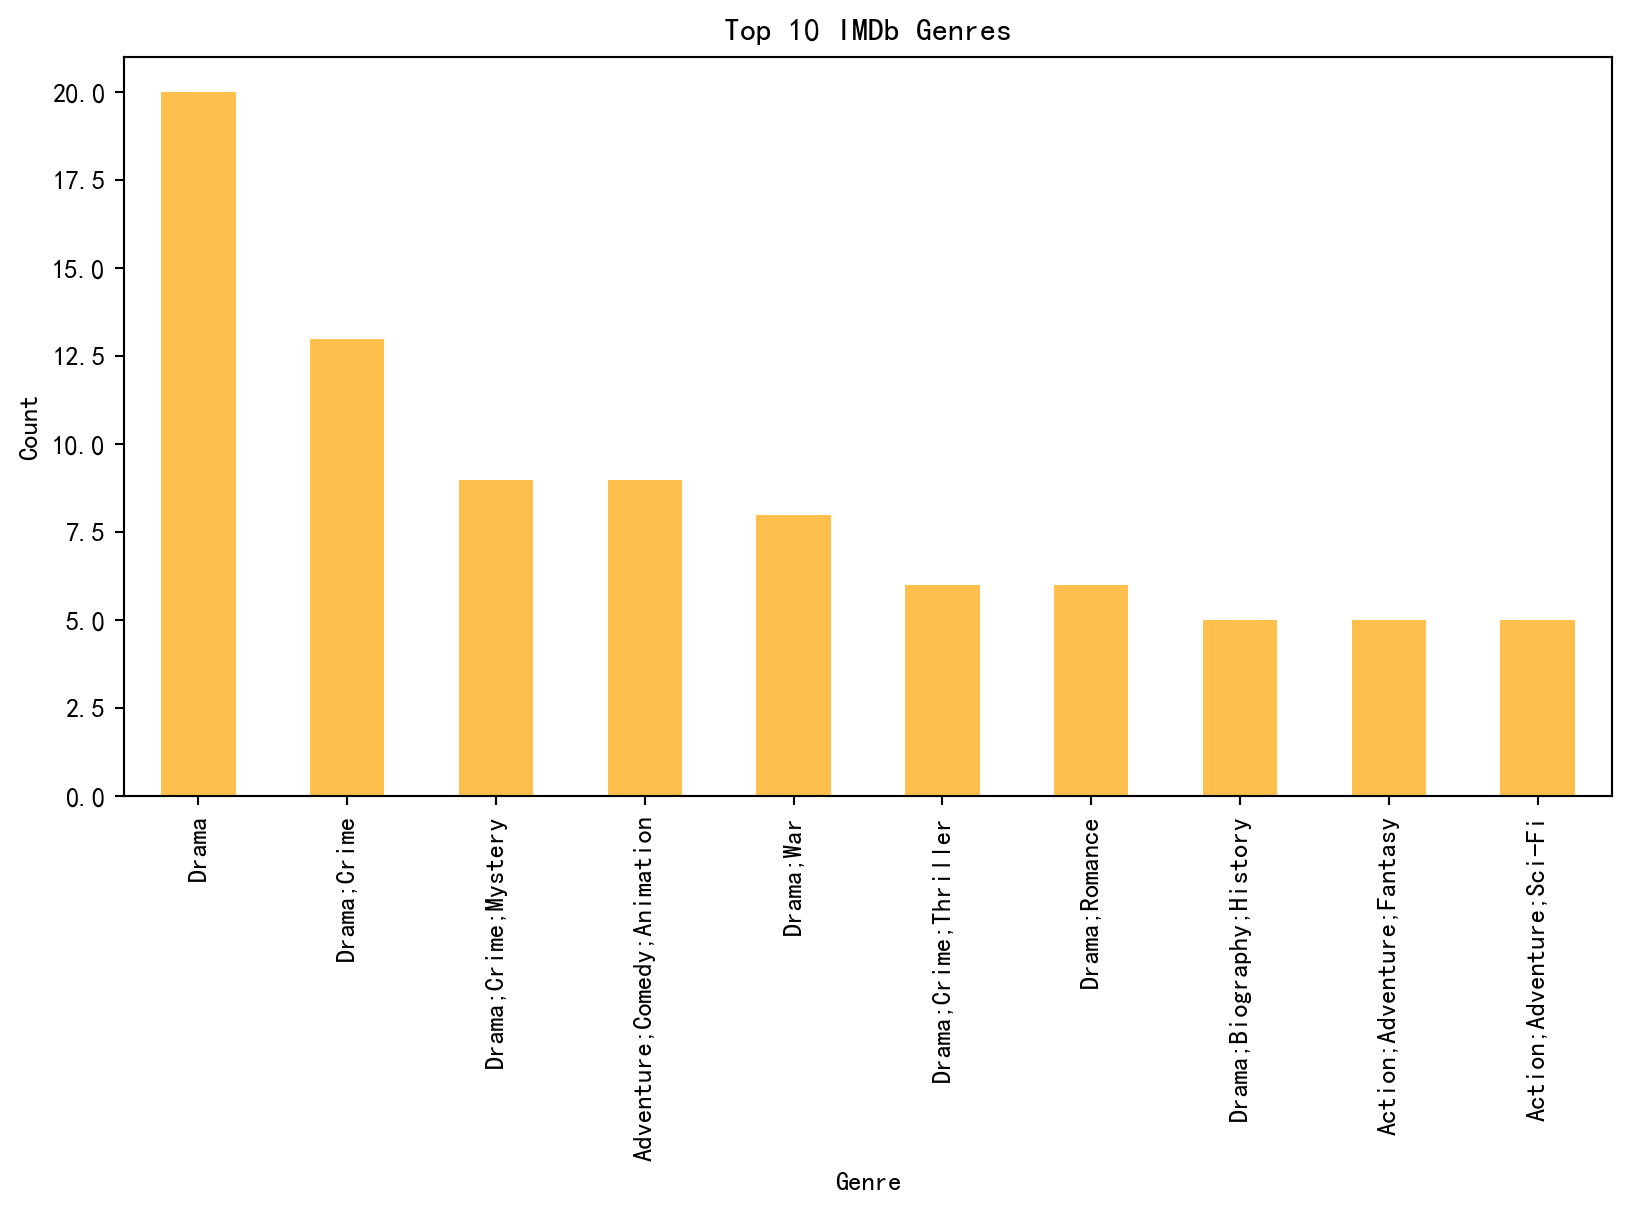 Top 10 IMDb Genres
20.0
17.5
15.0
12.5
10.0
7.5
5.0
2.5
0.0
Count
Drama
Drama;Crime
Drama;Crime;Mystery
Adventure;Comedy;Animation
Drama;War
Drama;Crime;Thriller
Drama;Romance
Drama;Biography;History
Action;Adventure;Fantasy
Action;Adventure;Sci-Fi
Genre